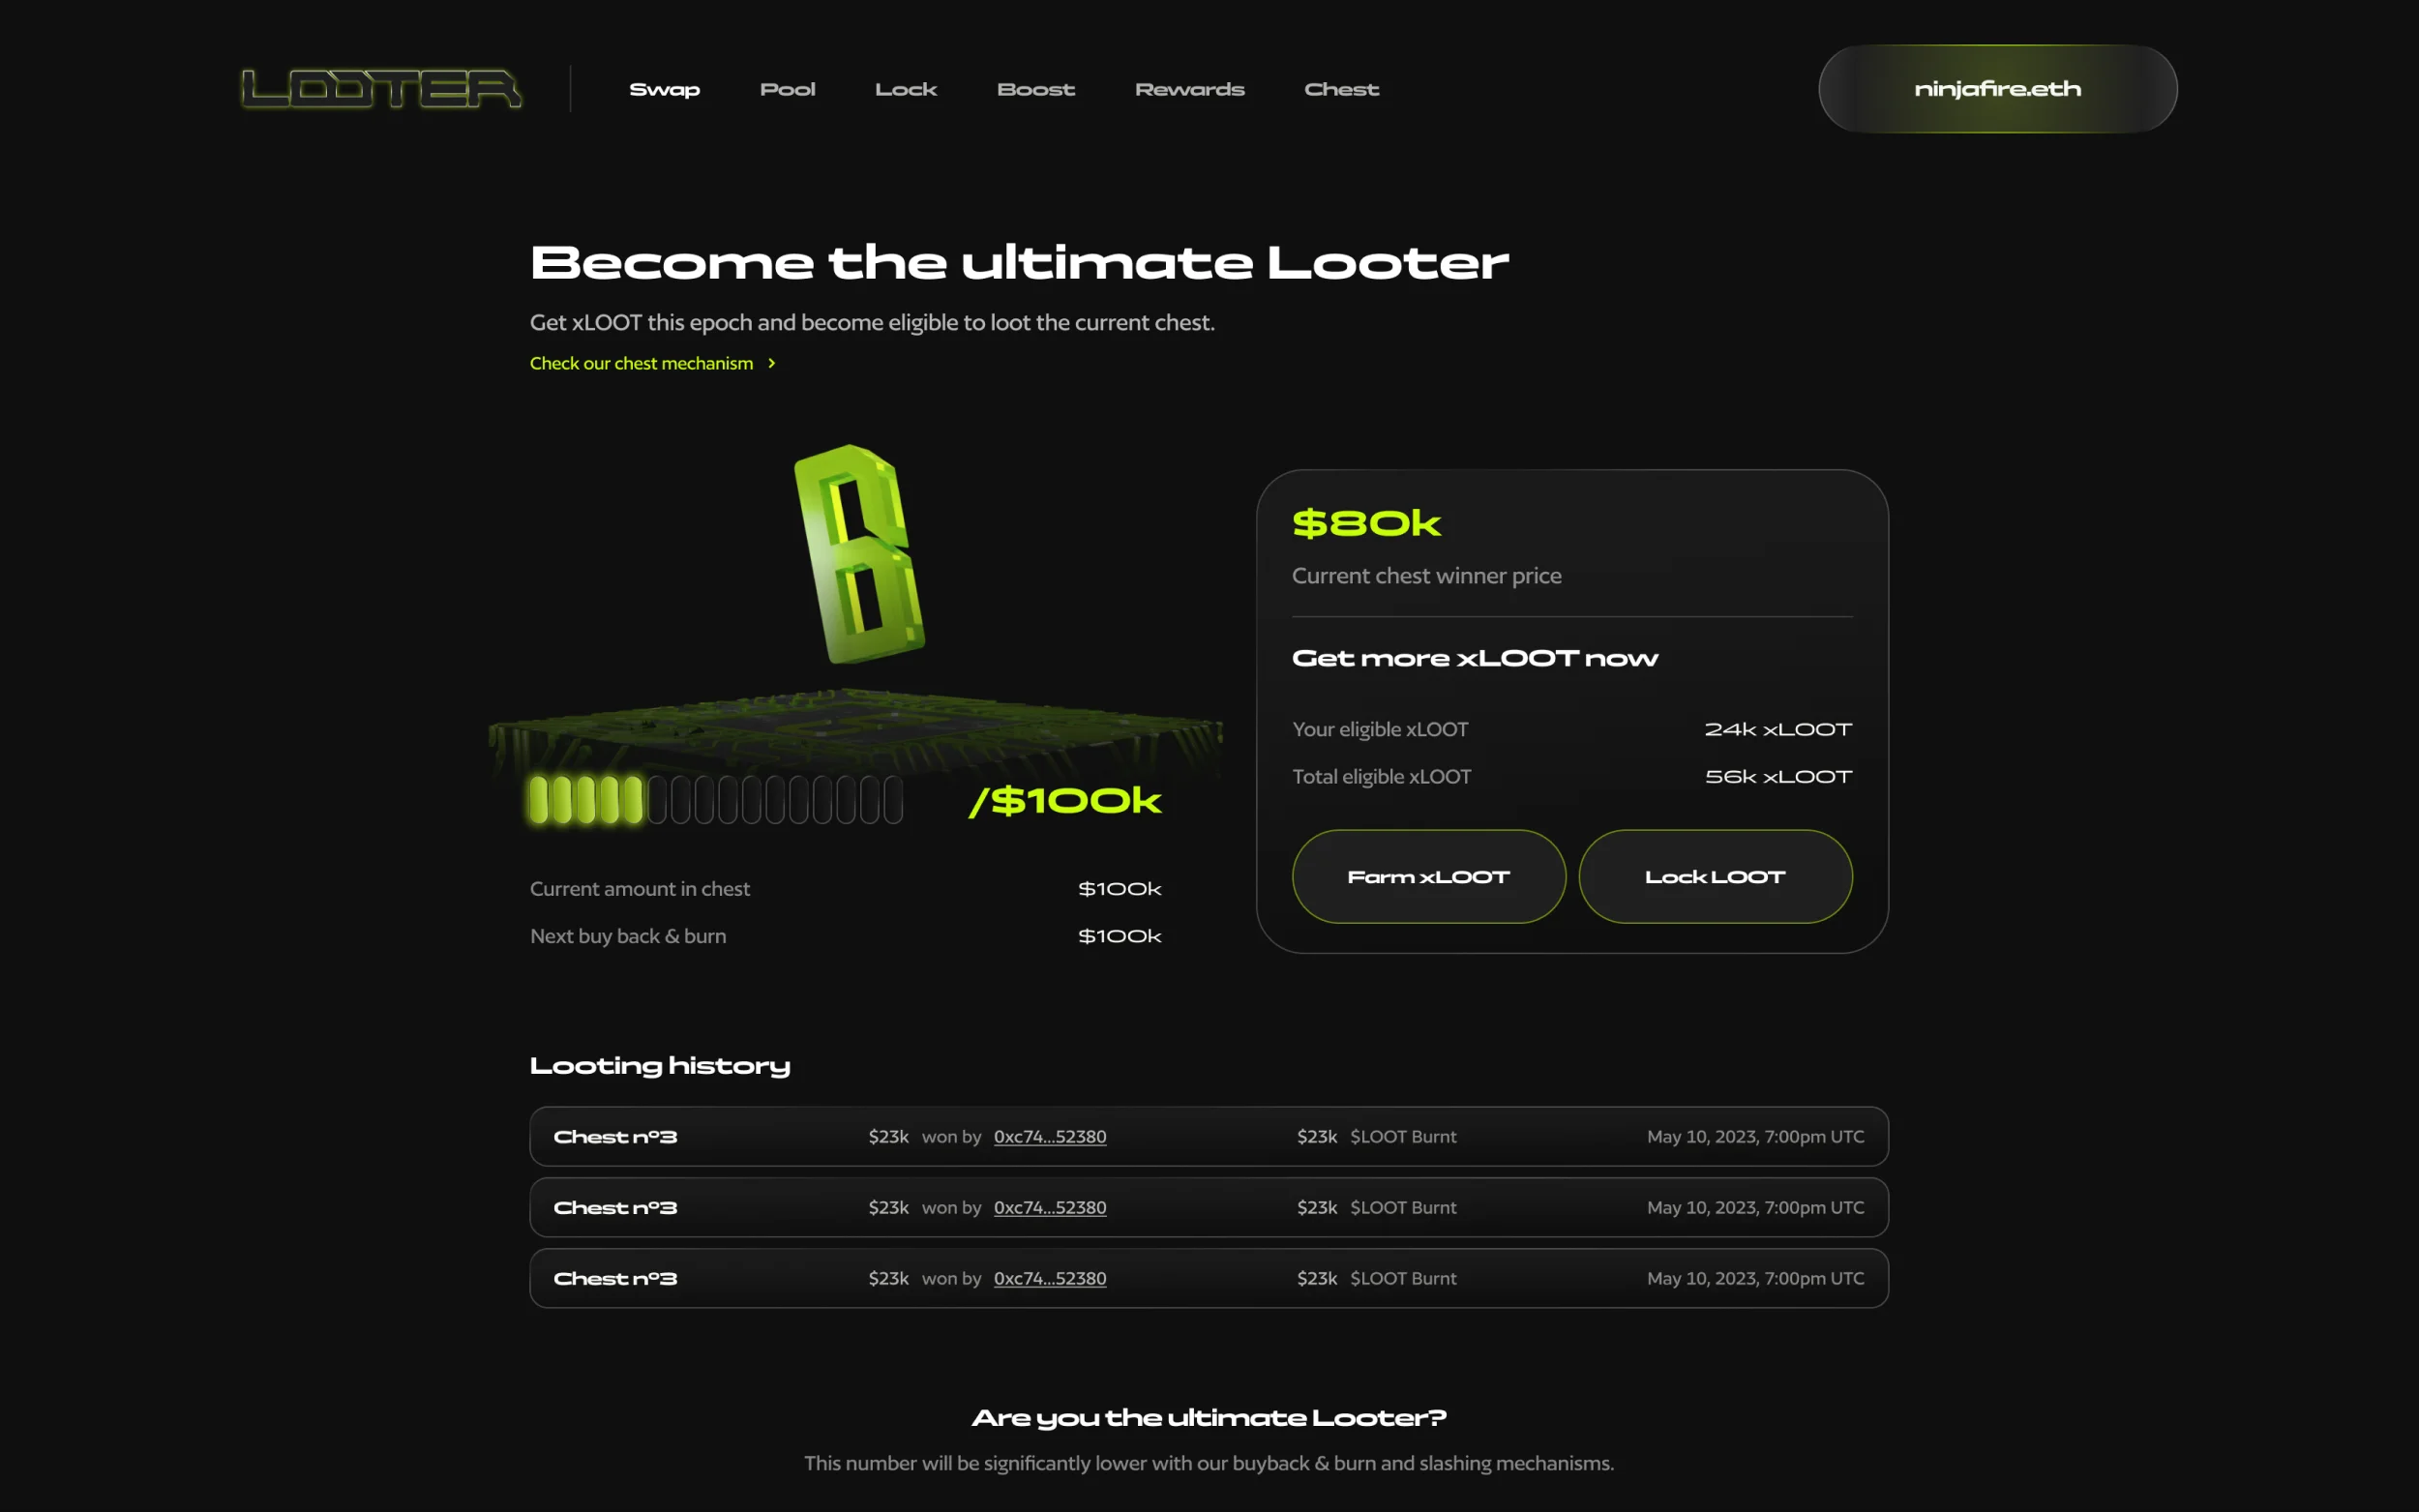 LOOTER
Swap Pool Lock Boost Rewards Chest
ninjafire.eth
Become the ultimate Looter
Get xLOOT this epoch and become eligible to loot the current chest.
Check our chest mechanism
6
/$100k
Current amount in chest $100k
Next buy back & burn $100k
$80k
Current chest winner price
Get more xLOOT now
Your eligible xLOOT 24k xLOOT
Total eligible xLOOT 56k xLOOT
Farm xLOOT Lock LOOT
Looting history
Chest nº3 $23k won by 0xc74...52380 $23k $LOOT Burnt May 10, 2023, 7:00pm UTC
Chest nº3 $23k won by 0xc74...52380 $23k $LOOT Burnt May 10, 2023, 7:00pm UTC
Chest nº3 $23k won by 0xc74...52380 $23k $LOOT Burnt May 10, 2023, 7:00pm UTC
Are you the ultimate Looter?
This number will be significantly lower with our buyback & burn and slashing mechanisms.